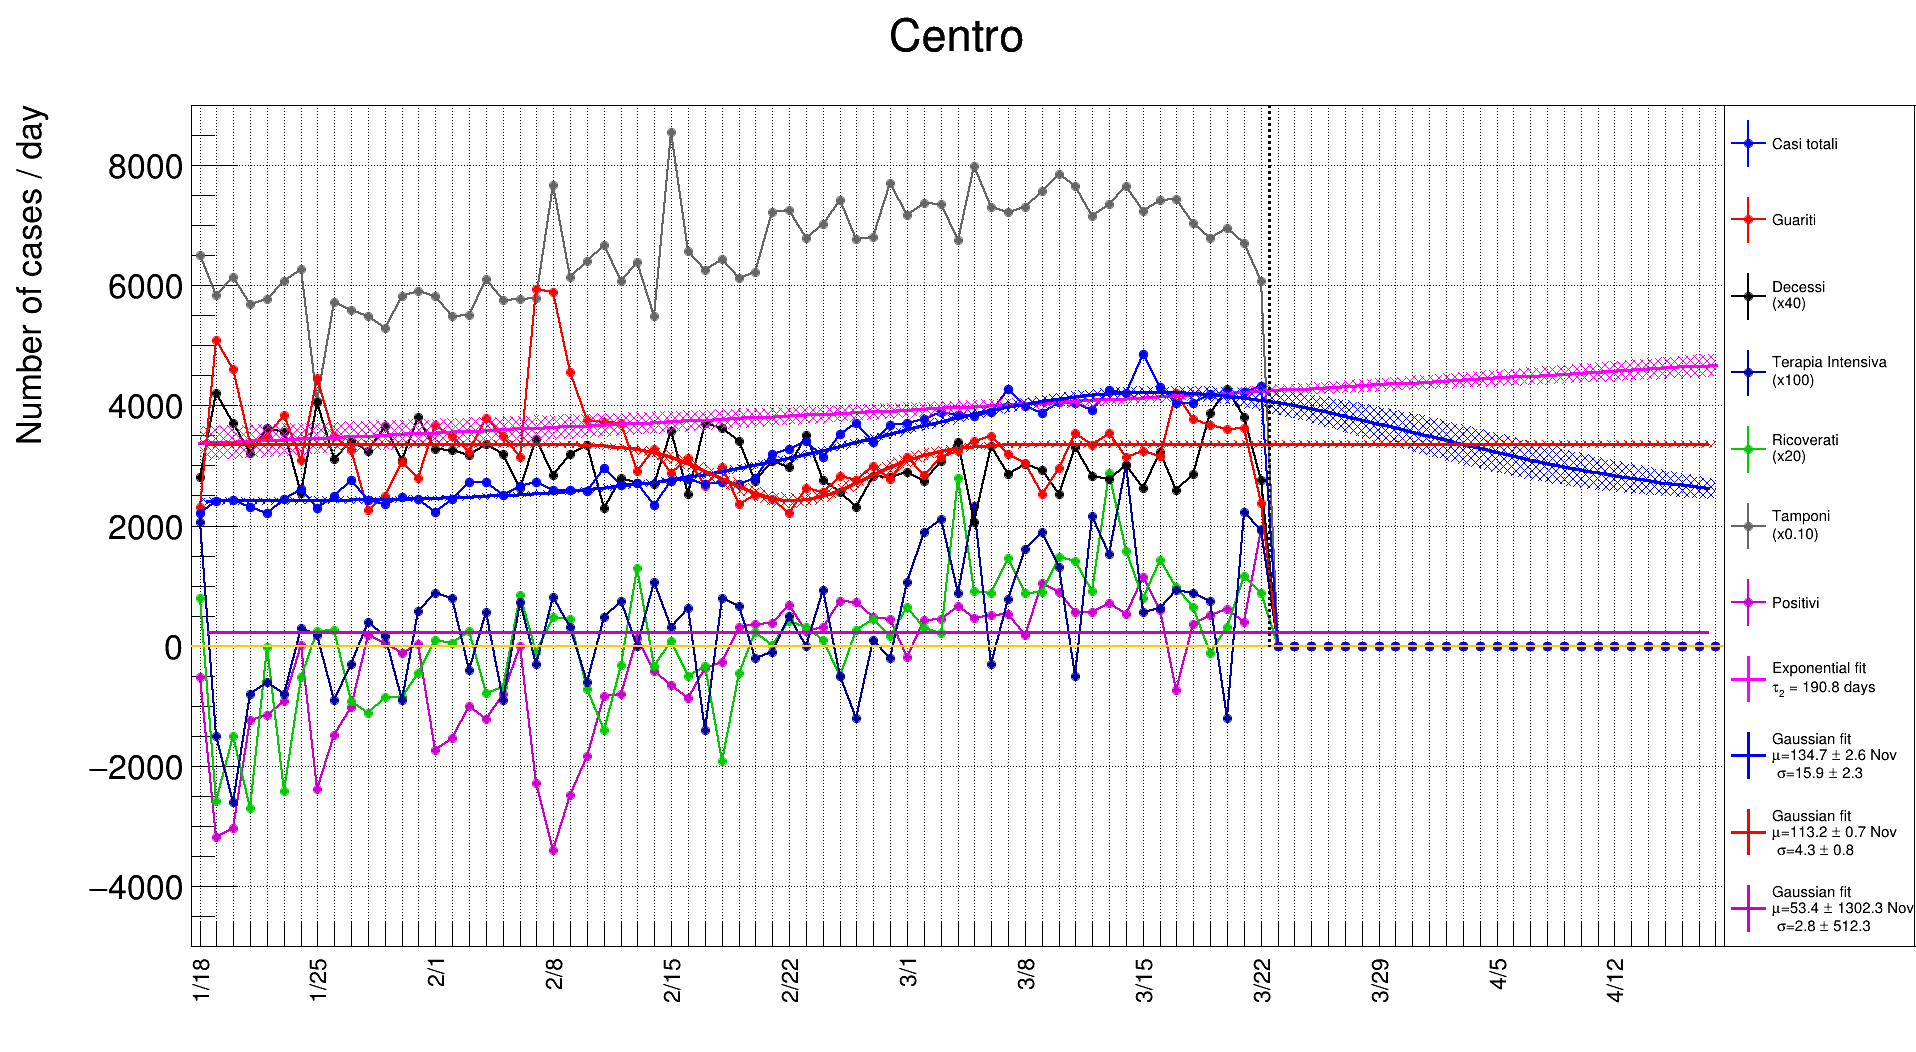 Centro
Number of cases / day
8000
6000
4000
2000
0
−2000
−4000
1/18
1/25
2/1
2/8
2/15
2/22
3/1
3/8
3/15
3/22
3/29
4/5
4/12
Casi totali
Guariti
Decessi
(x40)
Terapia Intensiva
(x100)
Ricoverati
(x20)
Tamponi
(x0.10)
Positivi
Exponential fit
τ2 = 190.8 days
Gaussian fit
μ=134.7 ± 2.6 Nov
σ=15.9 ± 2.3
Gaussian fit
μ=113.2 ± 0.7 Nov
σ=4.3 ± 0.8
Gaussian fit
μ=53.4 ± 1302.3 Nov
σ=2.8 ± 512.3